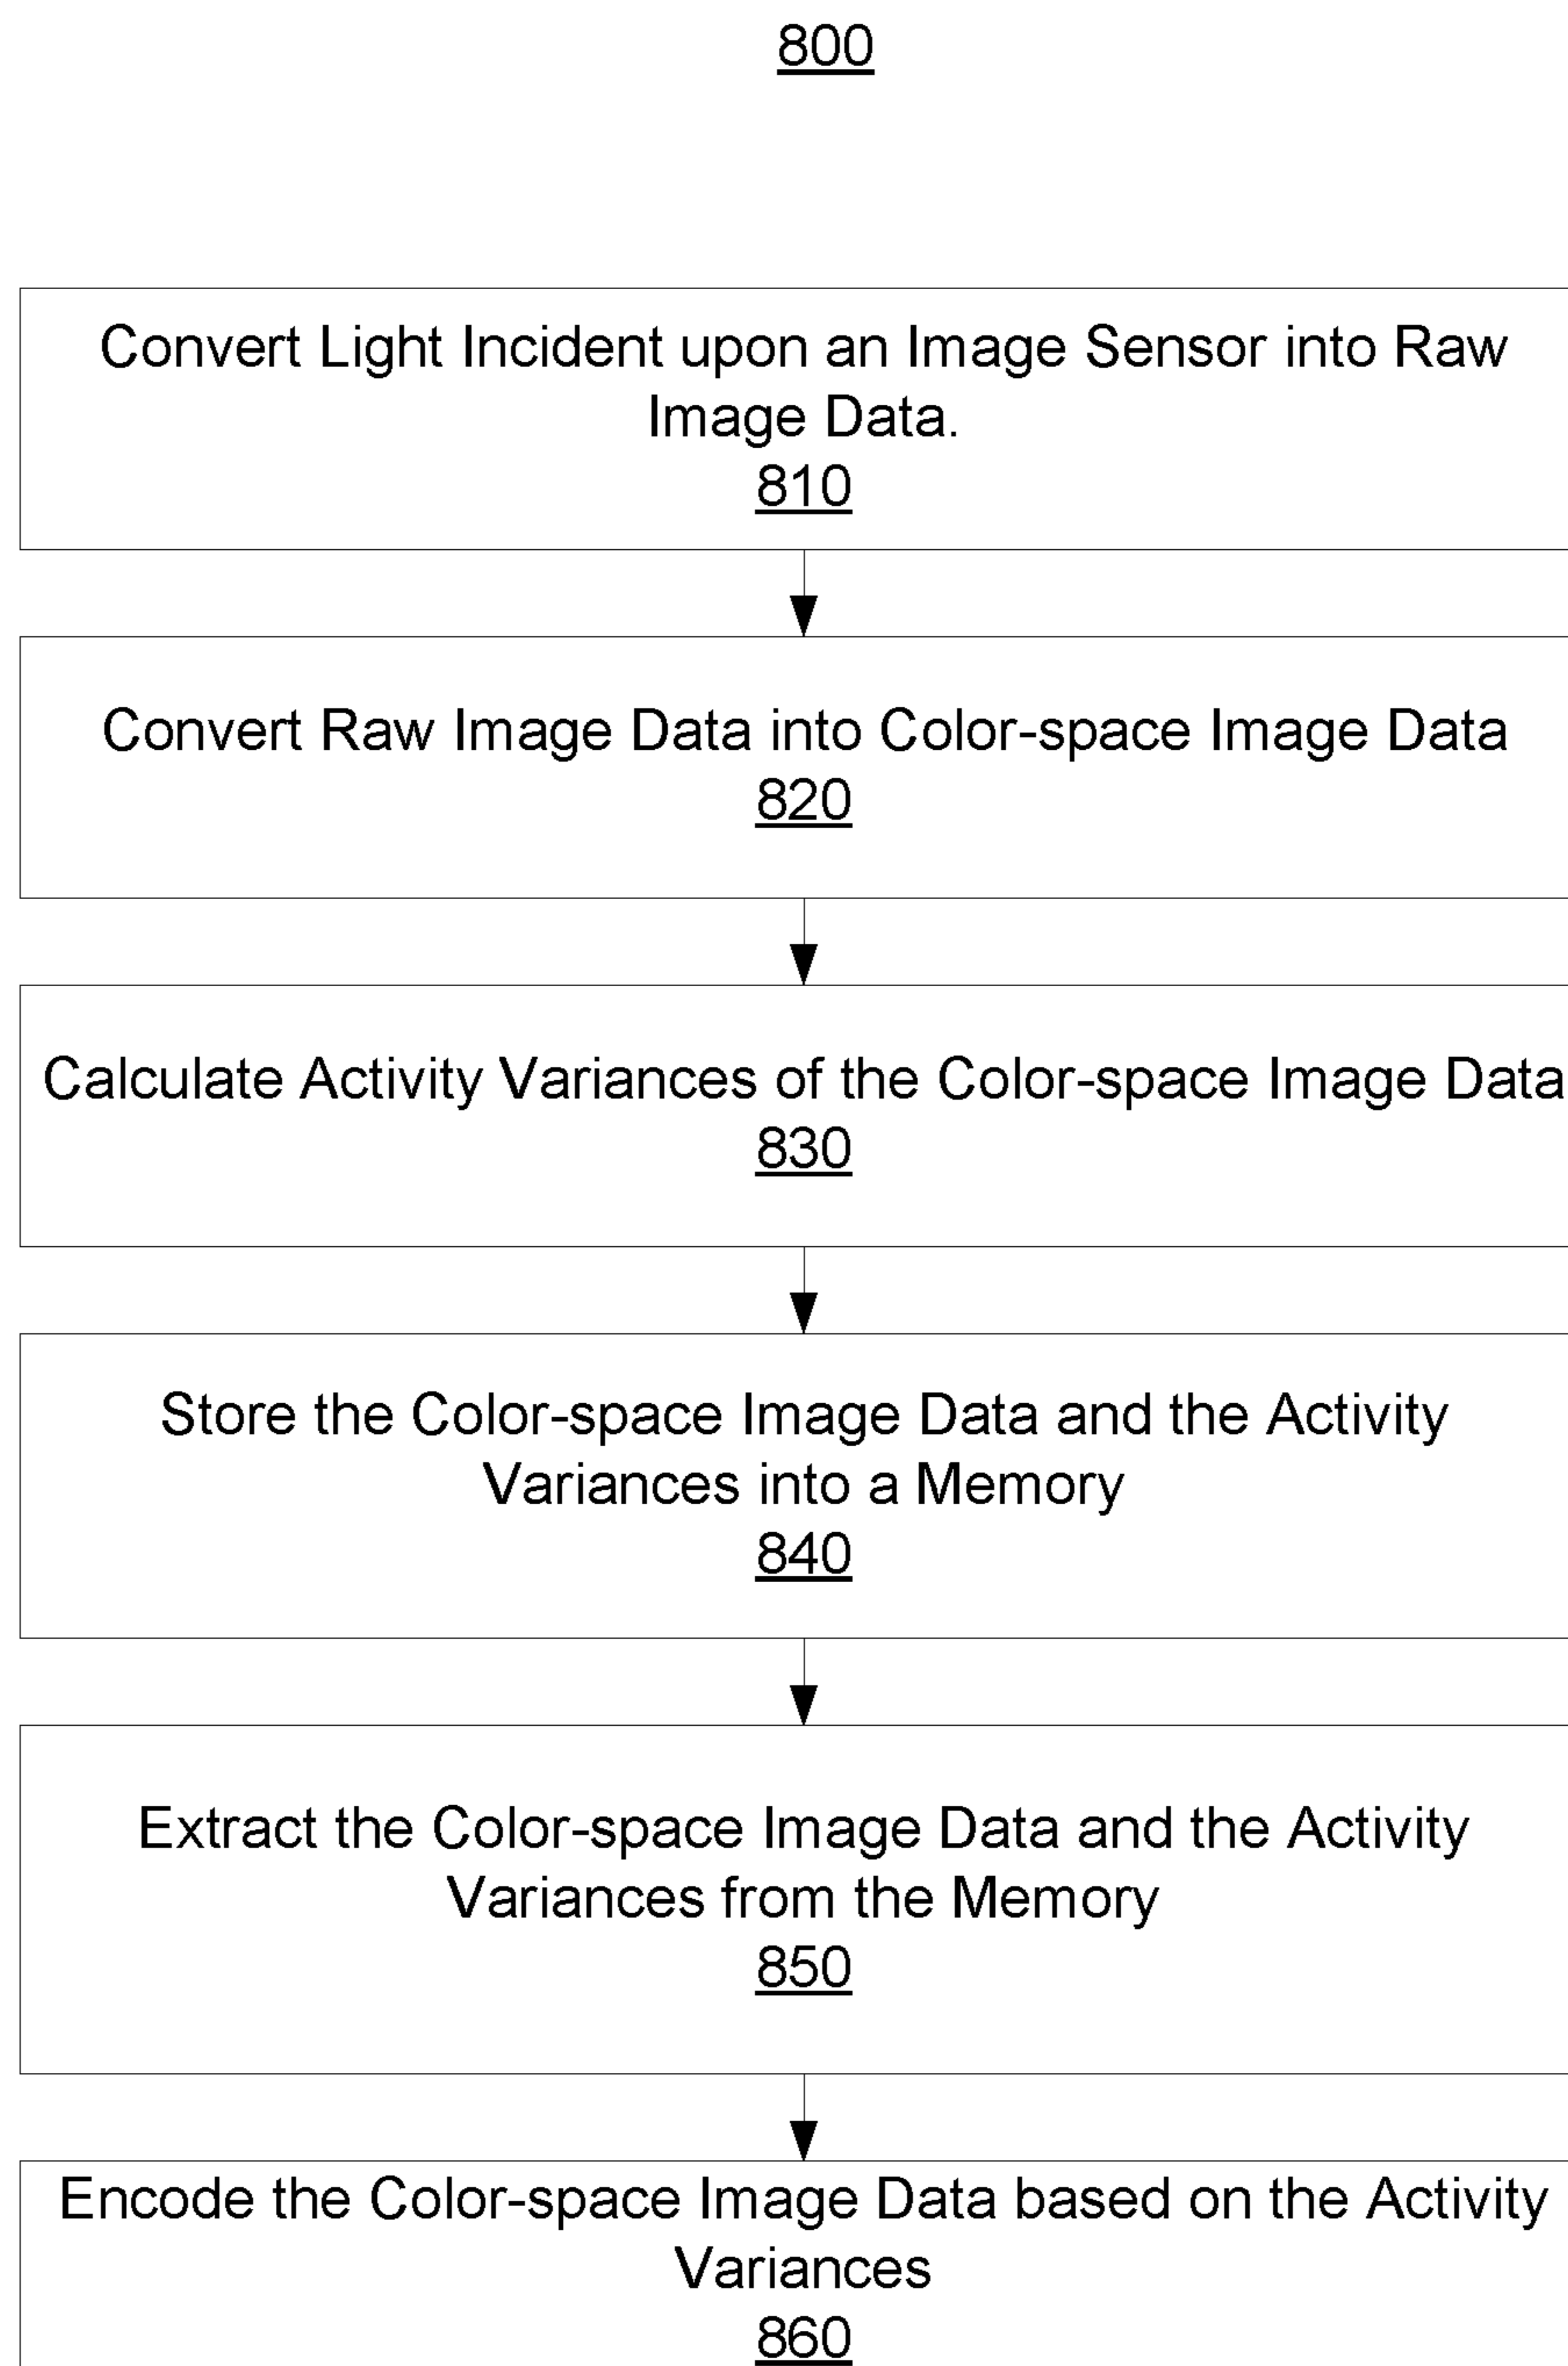 800
Convert Light Incident upon an Image Sensor into Raw
Image Data.
810
Convert Raw Image Data into Color-space Image Data
820
Calculate Activity Variances of the Color-space Image Data
830
Store the Color-space Image Data and the Activity
Variances into a Memory
840
Extract the Color-space Image Data and the Activity
Variances from the Memory
850
Encode the Color-space Image Data based on the Activity
Variances
860